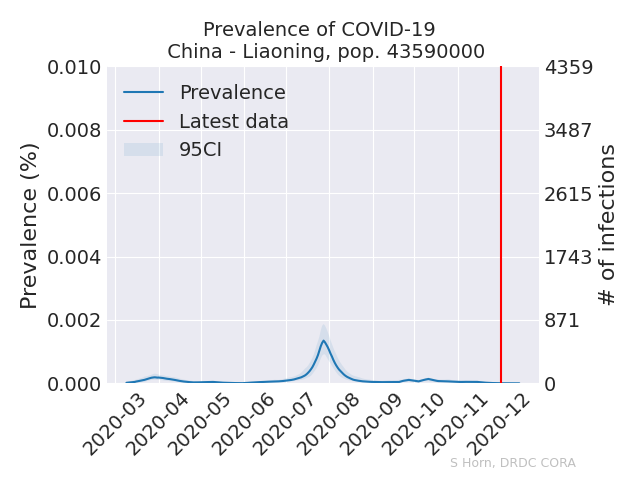 Prevalence of COVID-19
China - Liaoning, pop. 43590000
Prevalence
Latest data
95CI
Prevalence (%)
0.010
0.008
0.006
0.004
0.002
0.000
4359
3487
2615
1743
871
0
# of infections
2020-03
2020-04
2020-05
2020-06
2020-07
2020-08
2020-09
2020-10
2020-11
2020-12
S Horn, DRDC CORA